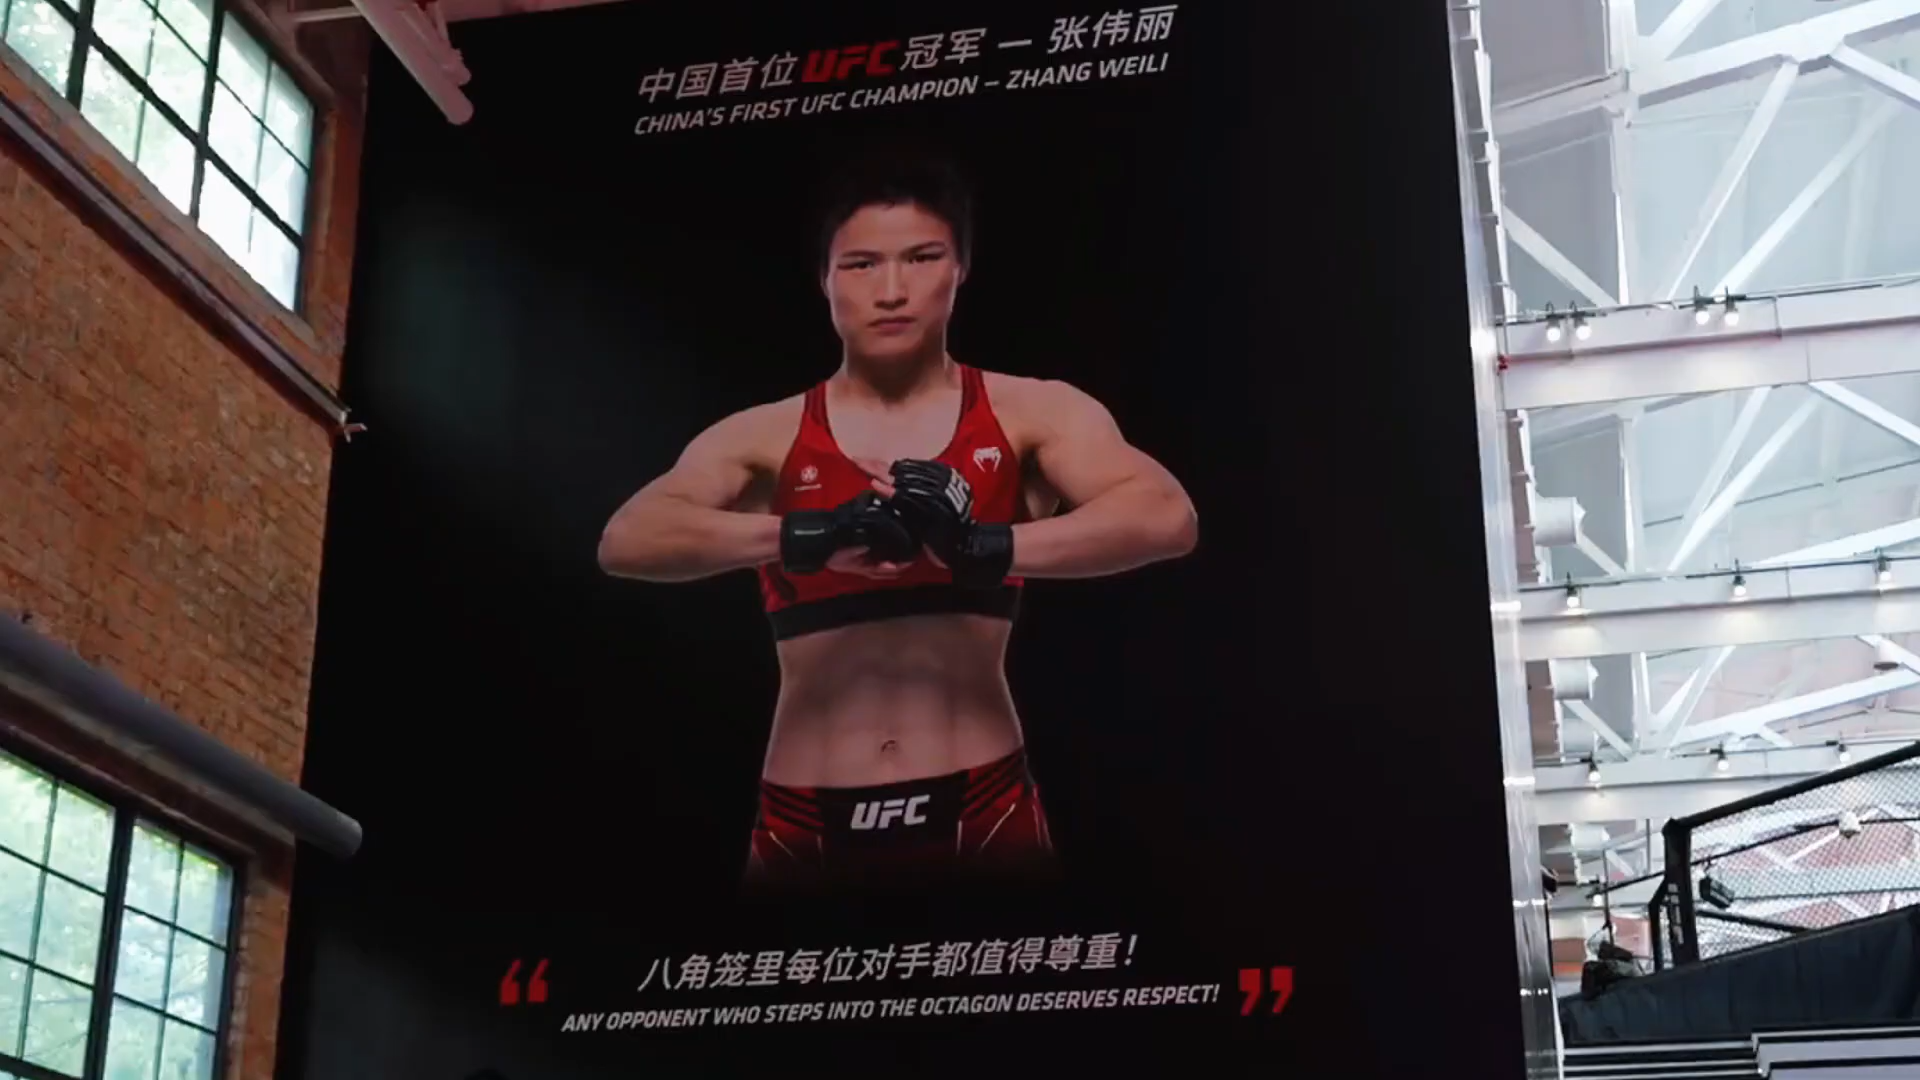 中国首位UFC冠军 — 张伟丽
CHINA'S FIRST UFC CHAMPION – ZHANG WEILI
UFC
UFC
“八角笼里每位对手都值得尊重!
ANY OPPONENT WHO STEPS INTO THE OCTAGON DESERVES RESPECT!”